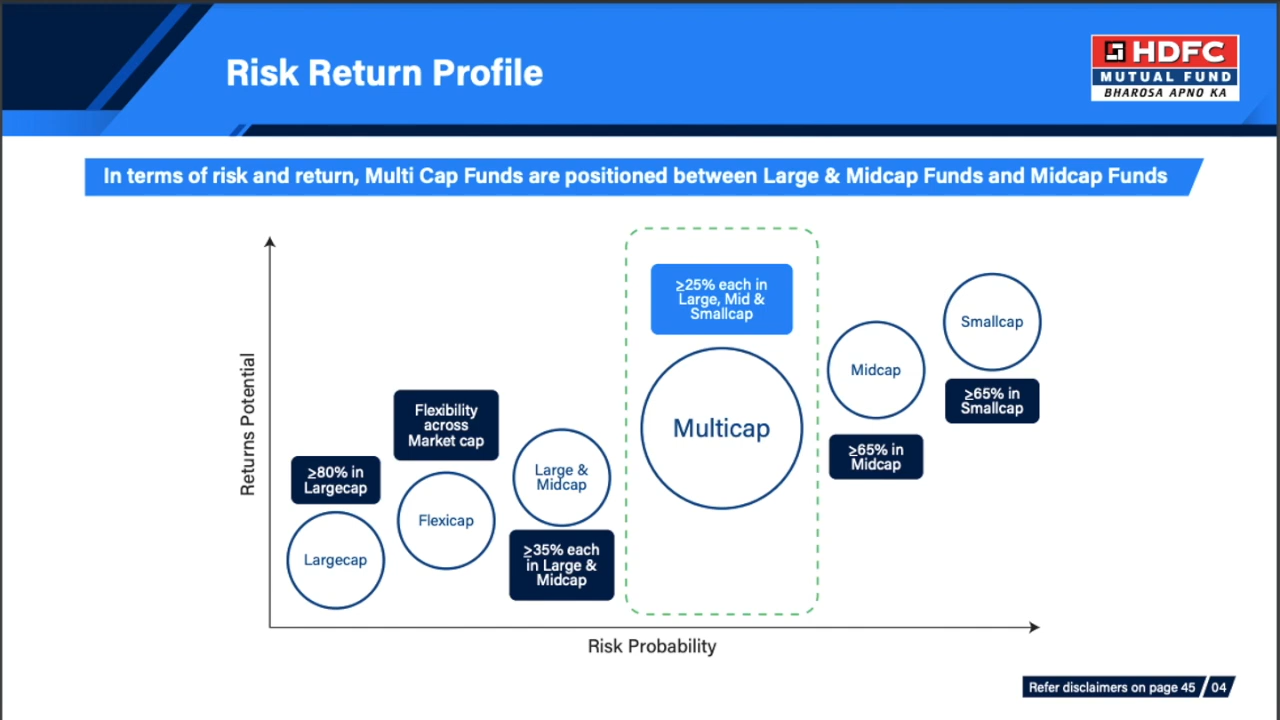 Risk Return Profile
HDFC
MUTUAL FUND
BHAROSA APNO KA
In terms of risk and return, Multi Cap Funds are positioned between Large & Midcap Funds and Midcap Funds
Returns Potential
≥80% in
Largecap
Largecap
Flexibility
across
Market cap
Flexicap
Large &
Midcap
≥35% each
in Large &
Midcap
≥25% each in
Large, Mid &
Smallcap
Multicap
Midcap
≥65% in
Midcap
Smallcap
≥65% in
Smallcap
Risk Probability
Refer disclaimers on page 45
04